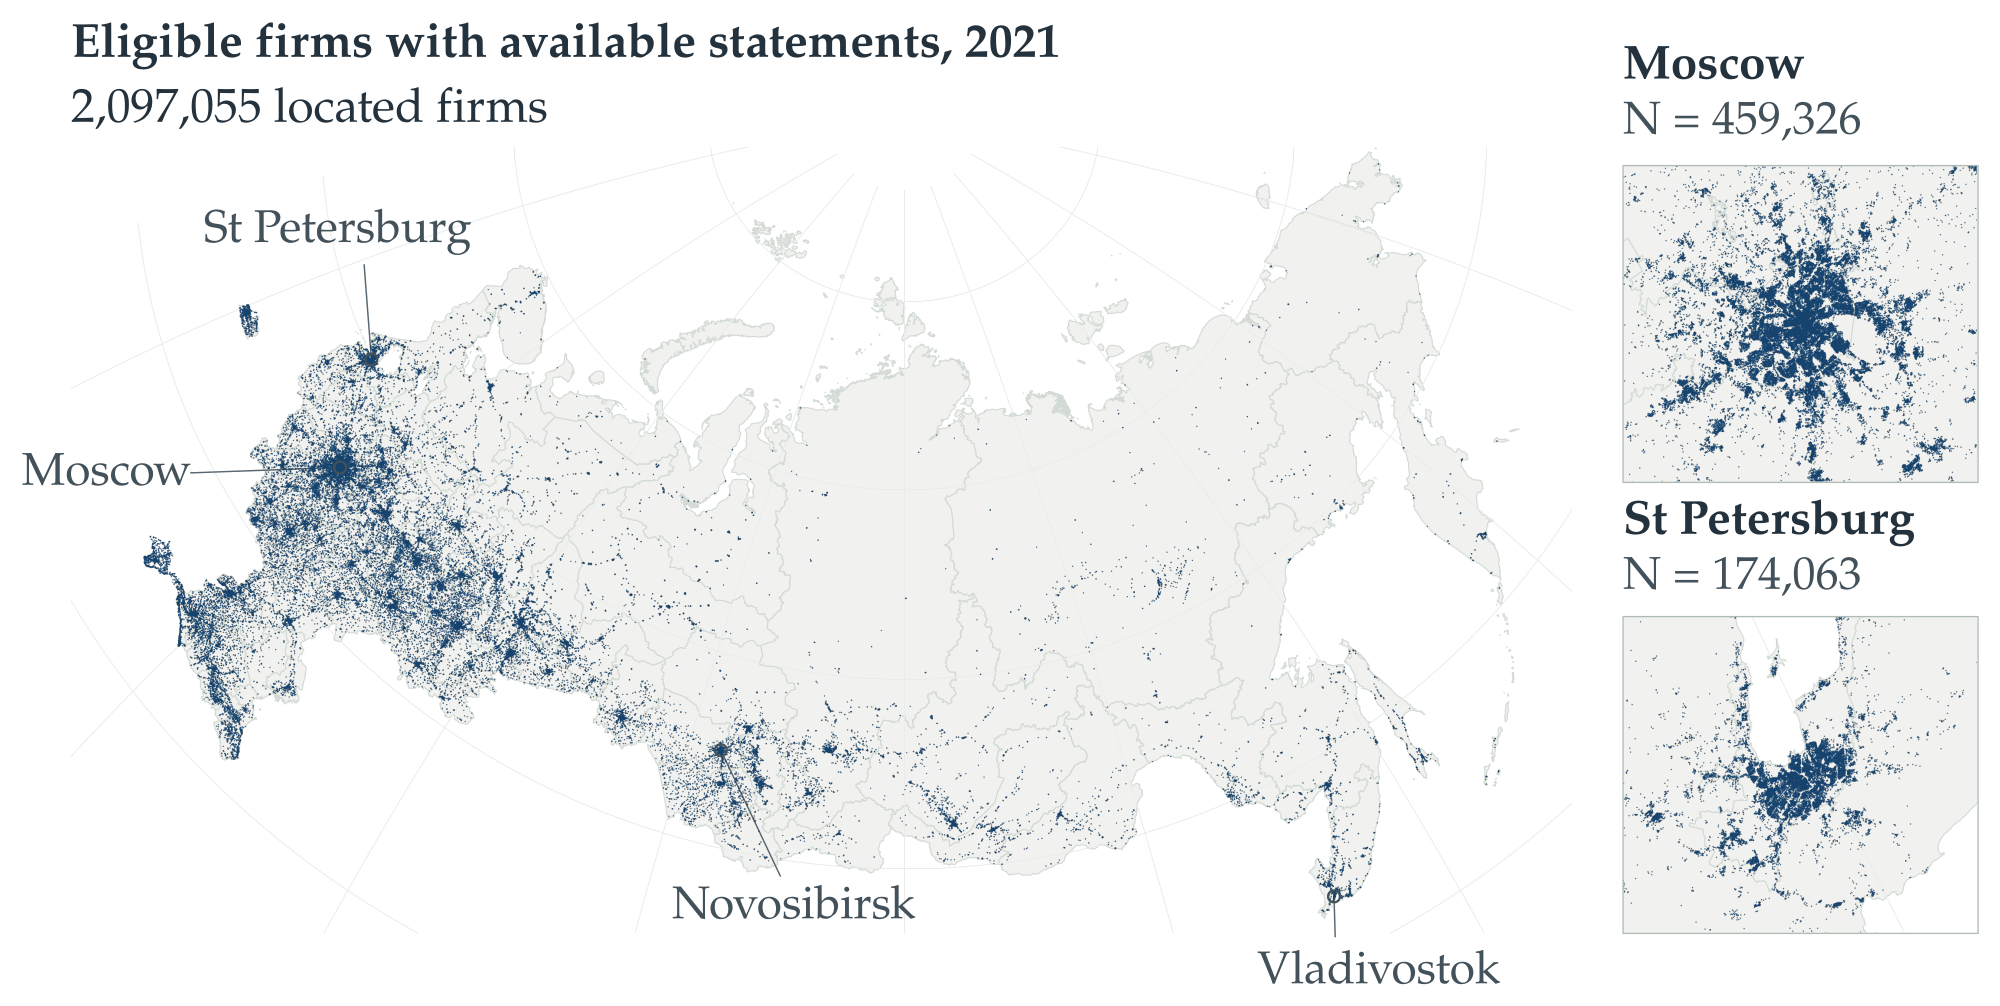 Eligible firms with available statements, 2021
2,097,055 located firms
St Petersburg
Moscow
Novosibirsk
Vladivostok
Moscow
N = 459,326
St Petersburg
N = 174,063